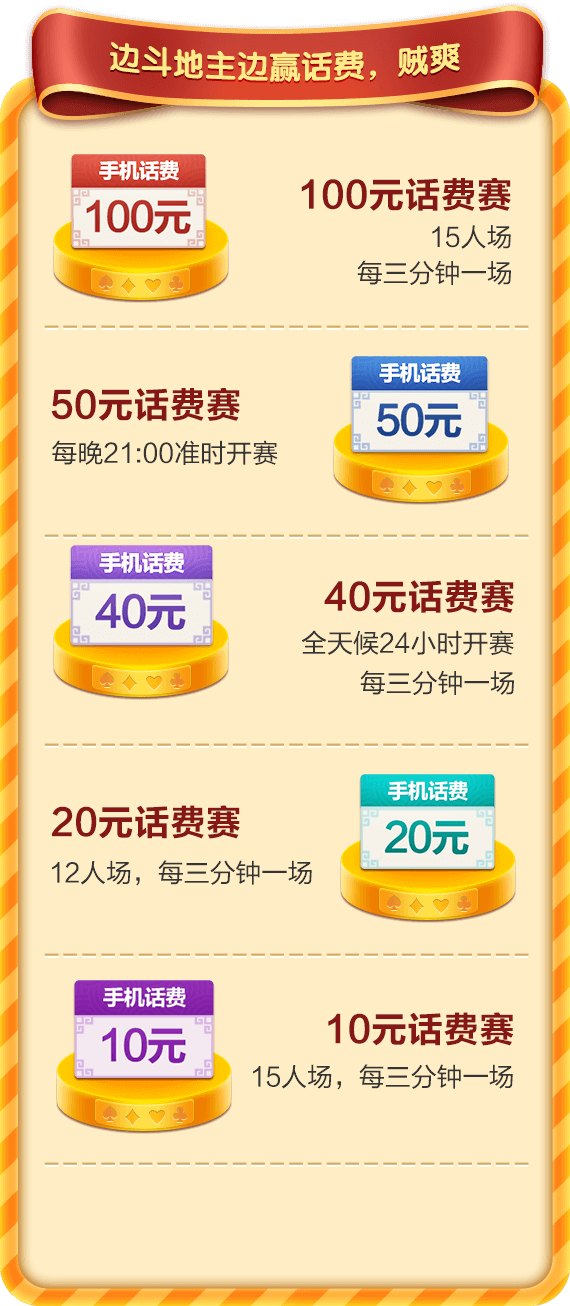 边斗地主边赢话费，贼爽
手机话费
100元
100元话费赛
15人场
每三分钟一场
50元话费赛
每晚21:00准时开赛
手机话费
50元
手机话费
40元
40元话费赛
全天候24小时开赛
每三分钟一场
20元话费赛
12人场，每三分钟一场
手机话费
20元
手机话费
10元
10元话费赛
15人场，每三分钟一场